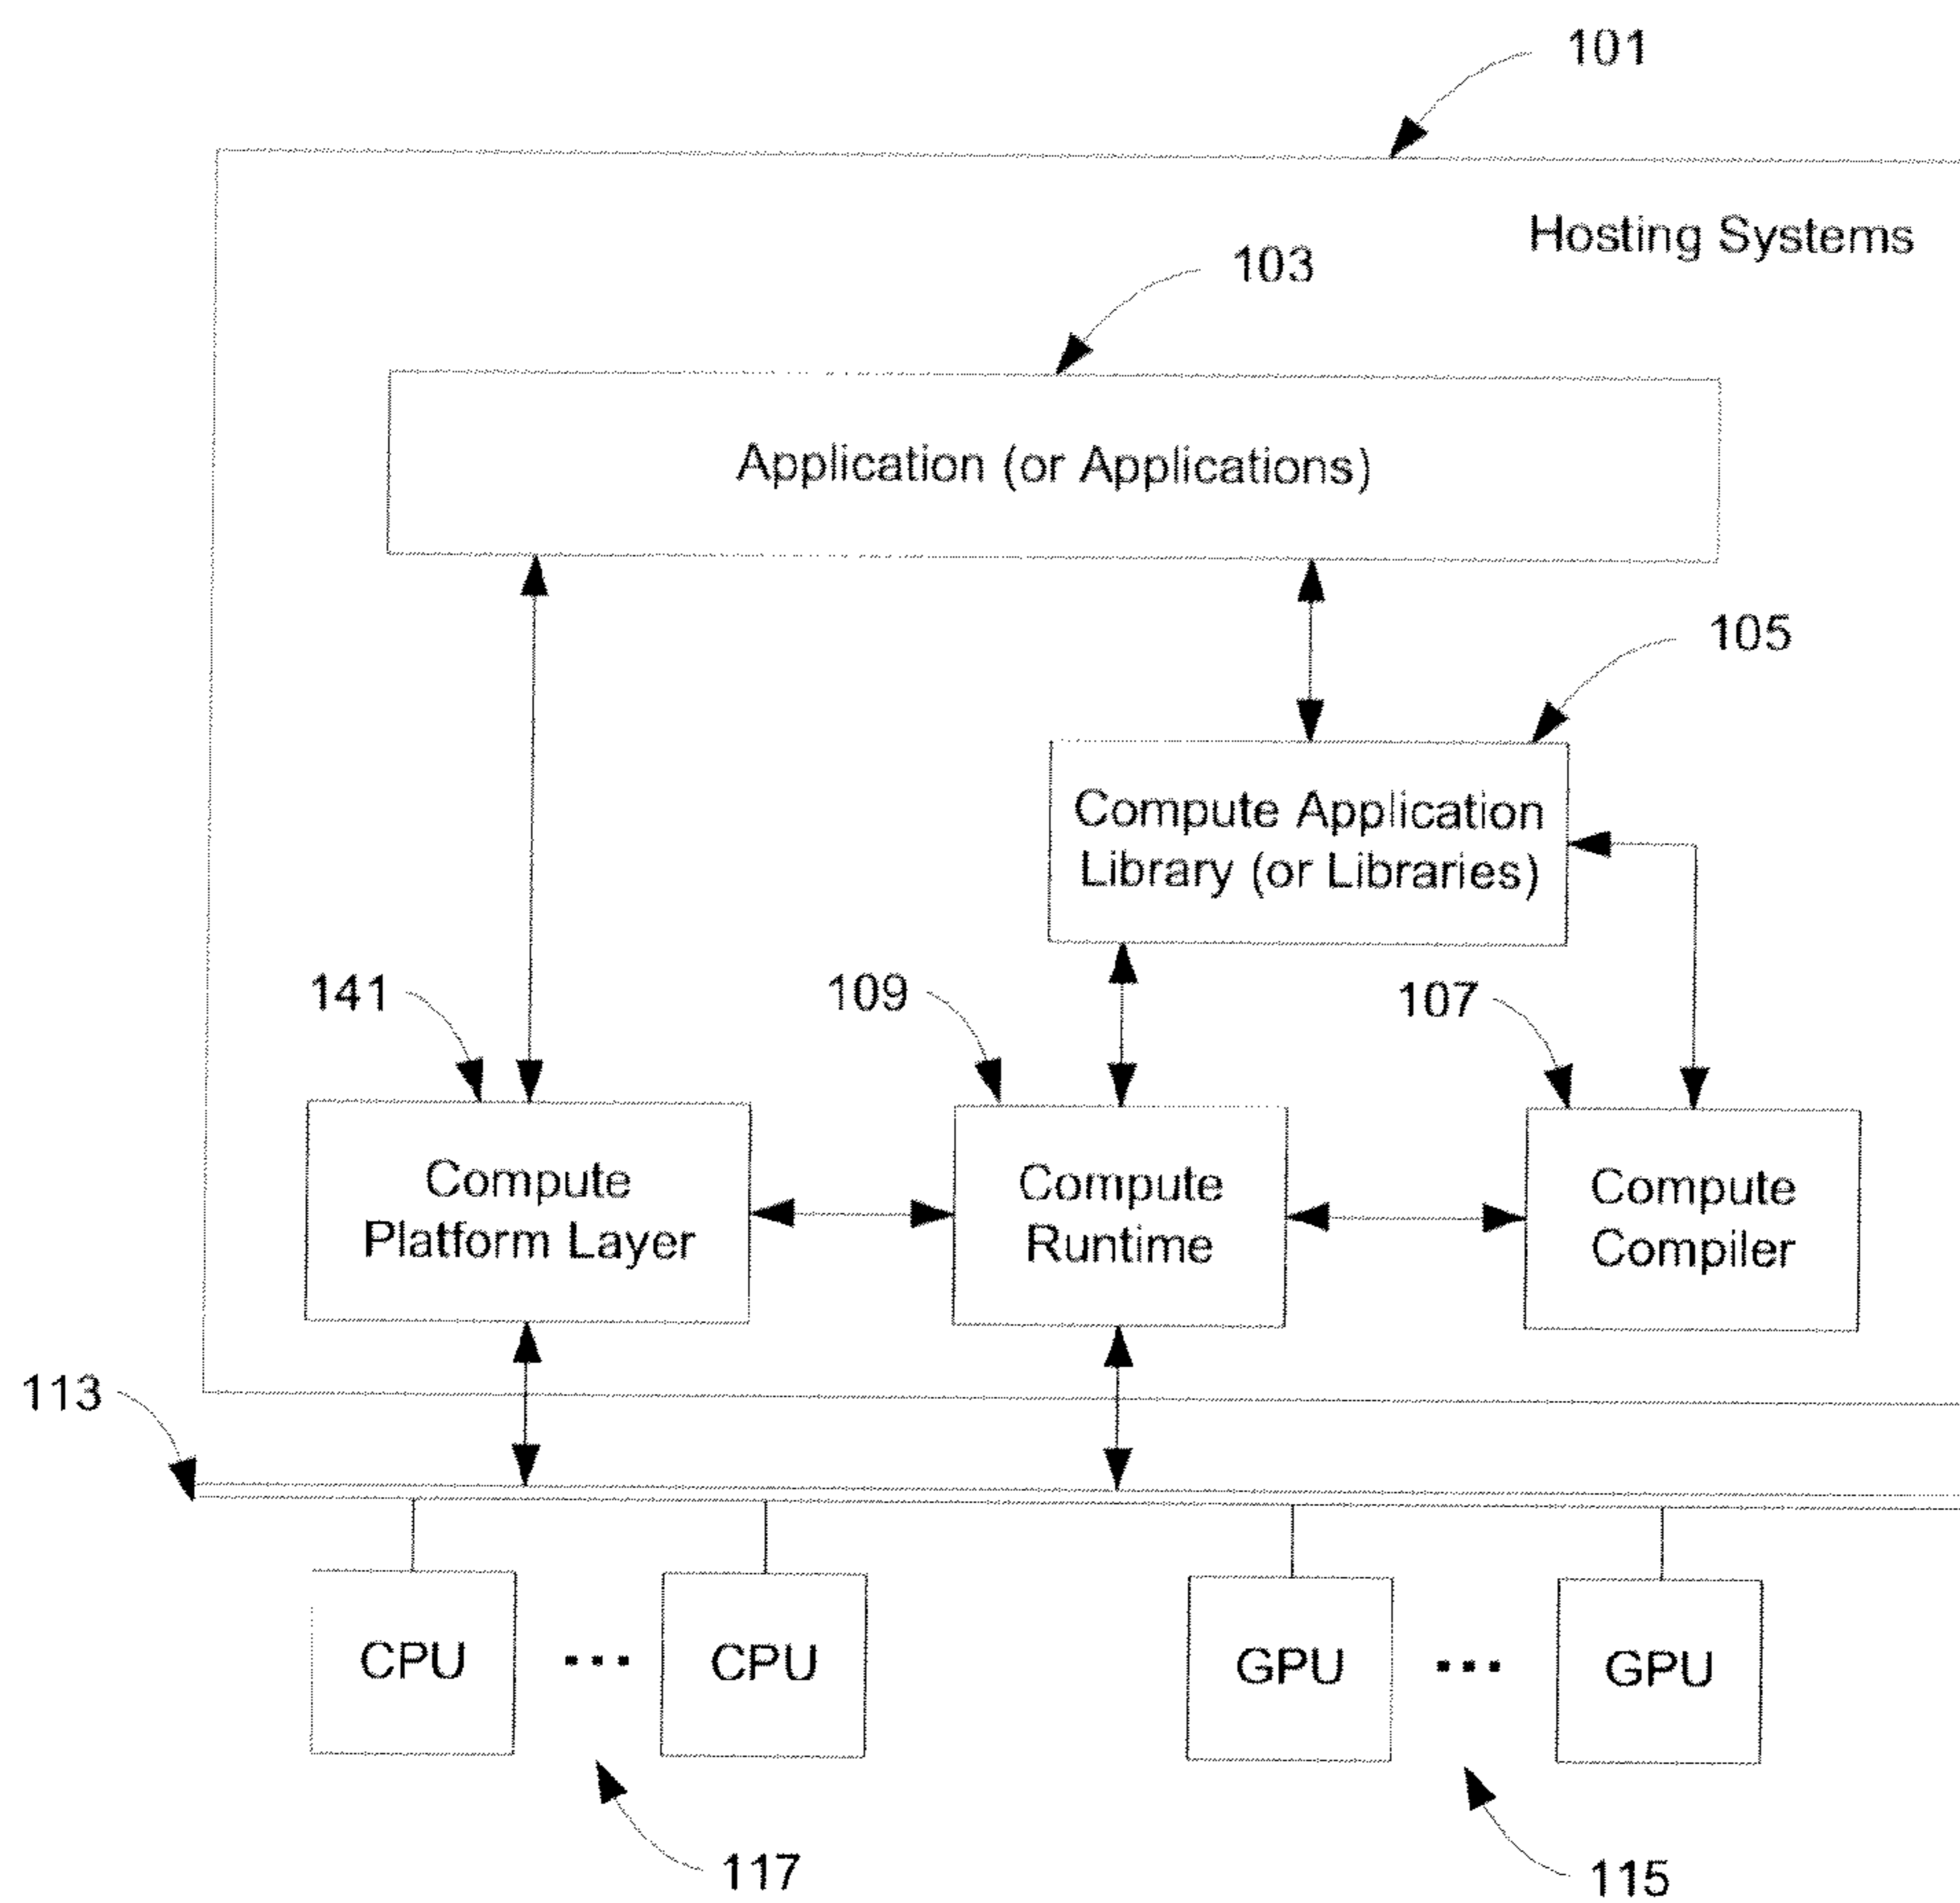 101
Hosting Systems
103
Application (or Applications)
105
Compute Application
Library (or Libraries)
141
109
107
Compute
Platform Layer
Compute
Runtime
Compute
Compiler
113
CPU
...
CPU
GPU
...
GPU
117
115